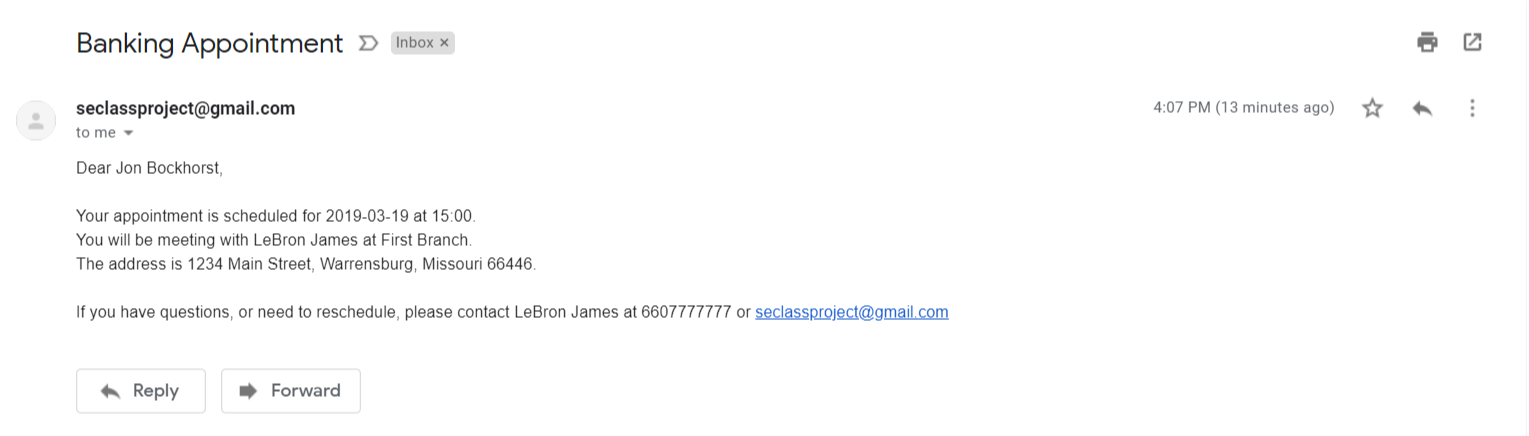 Banking Appointment Inbox ×
seclassproject@gmail.com 4:07 PM (13 minutes ago)
to me
Dear Jon Bockhorst,
Your appointment is scheduled for 2019-03-19 at 15:00.
You will be meeting with LeBron James at First Branch.
The address is 1234 Main Street, Warrensburg, Missouri 66446.
If you have questions, or need to reschedule, please contact LeBron James at 6607777777 or seclassproject@gmail.com
Reply Forward